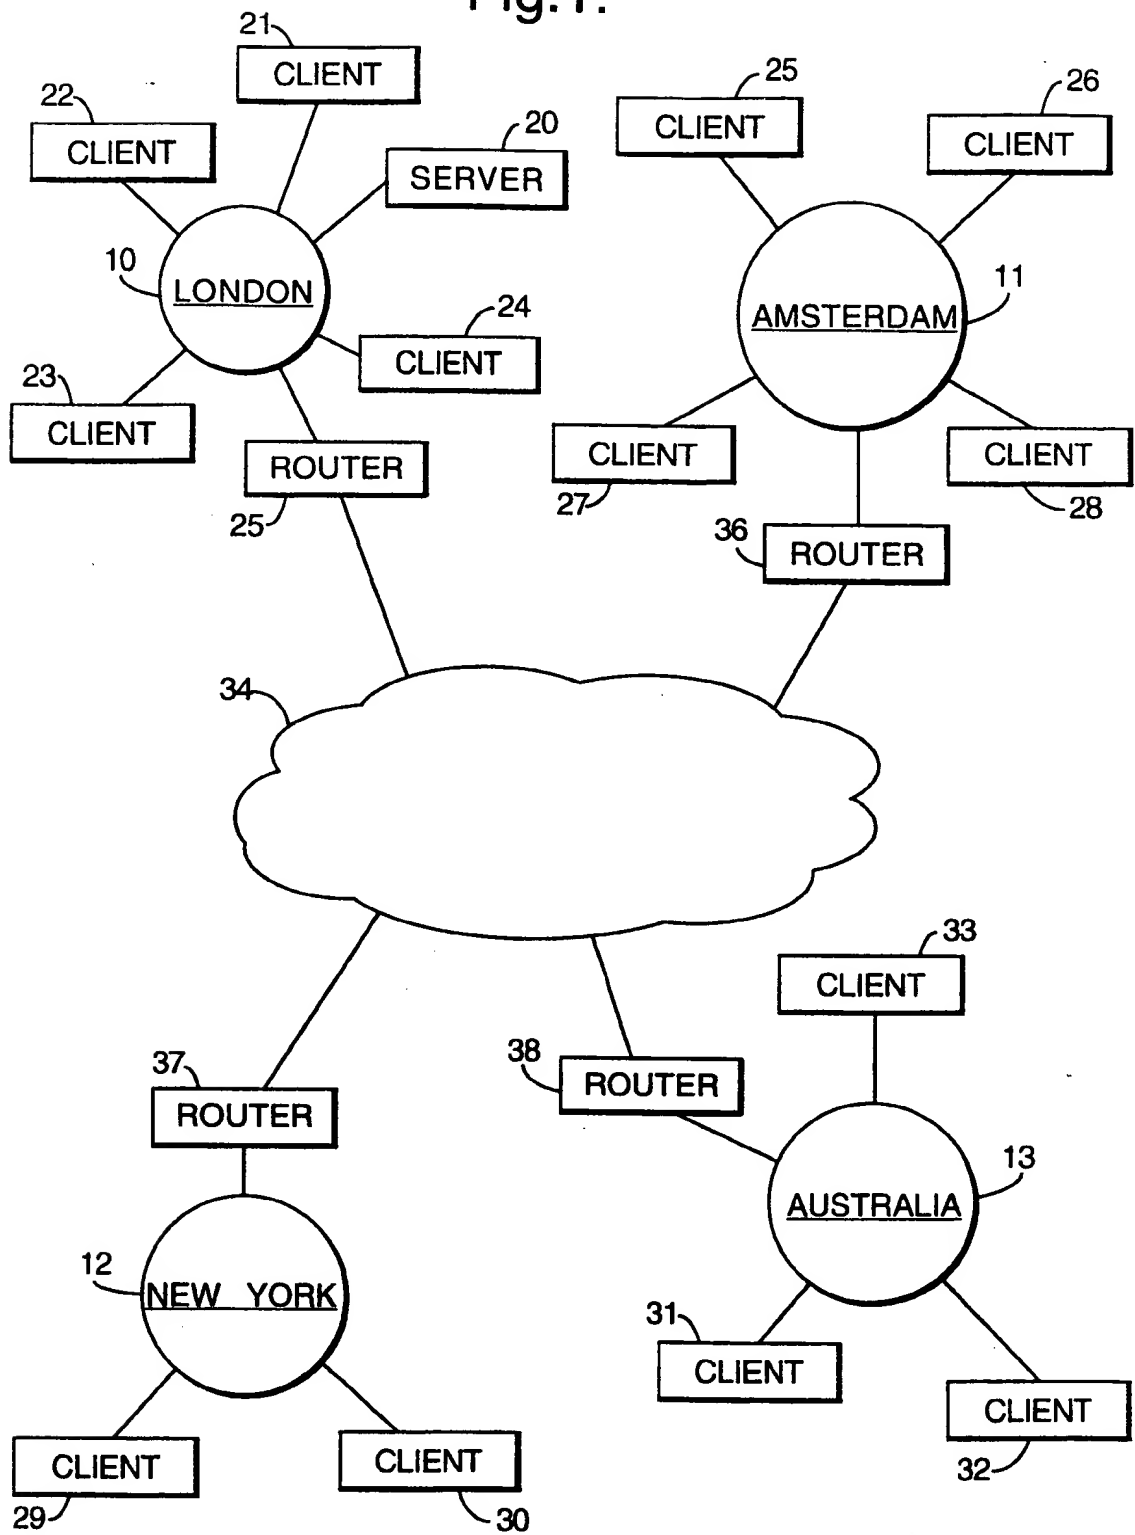 Fig.1.
21
CLIENT
22
CLIENT
20
SERVER
10
LONDON
24
CLIENT
23
CLIENT
ROUTER
25
25
CLIENT
26
CLIENT
11
AMSTERDAM
CLIENT
27
CLIENT
28
36
ROUTER
34
33
CLIENT
37
ROUTER
38
ROUTER
13
AUSTRALIA
12
NEW YORK
31
CLIENT
CLIENT
32
CLIENT
29
CLIENT
30